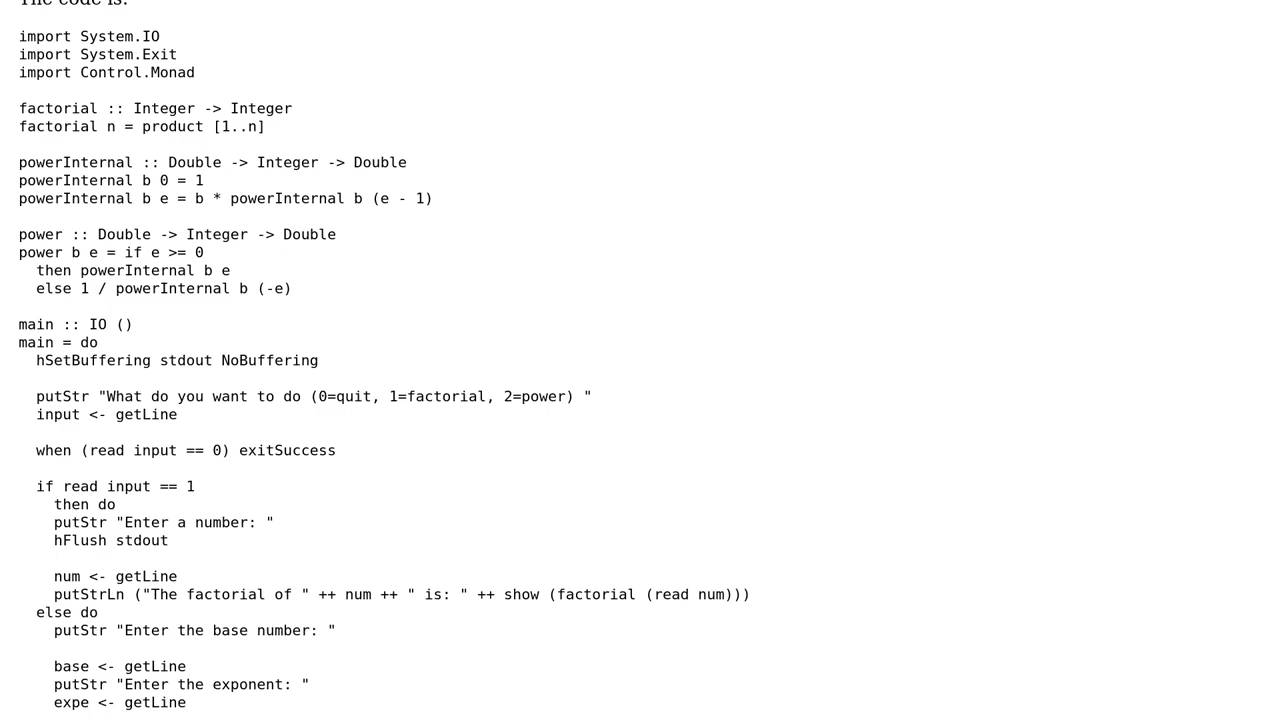 The code is:
import System.IO
import System.Exit
import Control.Monad
factorial :: Integer -> Integer
factorial n = product [1..n]
powerInternal :: Double -> Integer -> Double
powerInternal b 0 = 1
powerInternal b e = b * powerInternal b (e - 1)
power :: Double -> Integer -> Double
power b e = if e >= 0
  then powerInternal b e
  else 1 / powerInternal b (-e)
main :: IO ()
main = do
  hSetBuffering stdout NoBuffering
  putStr "What do you want to do (0=quit, 1=factorial, 2=power) "
  input <- getLine
  when (read input == 0) exitSuccess
  if read input == 1
    then do
    putStr "Enter a number: "
    hFlush stdout
    num <- getLine
    putStrLn ("The factorial of " ++ num ++ " is: " ++ show (factorial (read num)))
  else do
    putStr "Enter the base number: "
    base <- getLine
    putStr "Enter the exponent: "
    expe <- getLine